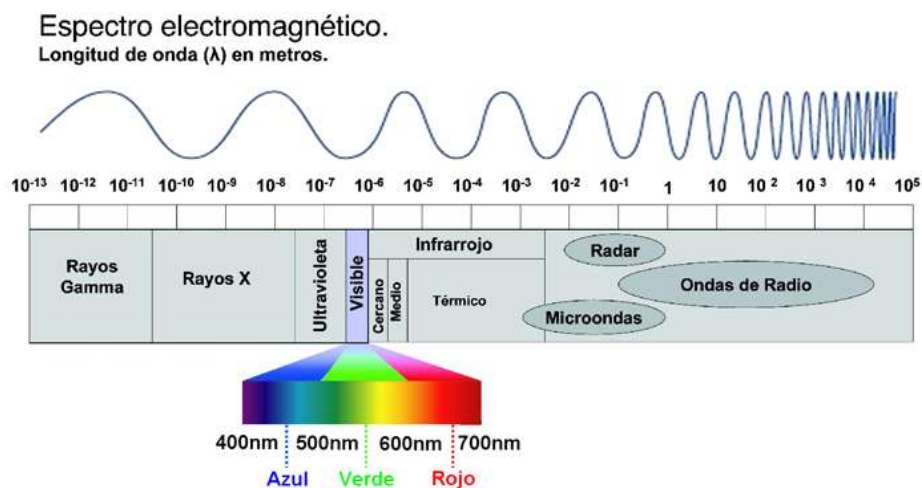 Espectro electromagnético.
Longitud de onda (λ) en metros.
10-13 10-12 10-11 10-10 10-9 10-8 10-7 10-6 10-5 10-4 10-3 10-2 10-1 1 10 10 2 10 3 10 4 10 5
Rayos Gamma
Rayos X
Ultravioleta
Visible
Infrarrojo
Cercano
Medio
Térmico
Radar
Ondas de Radio
Microondas
400nm 500nm 600nm 700nm
Azul Verde Rojo